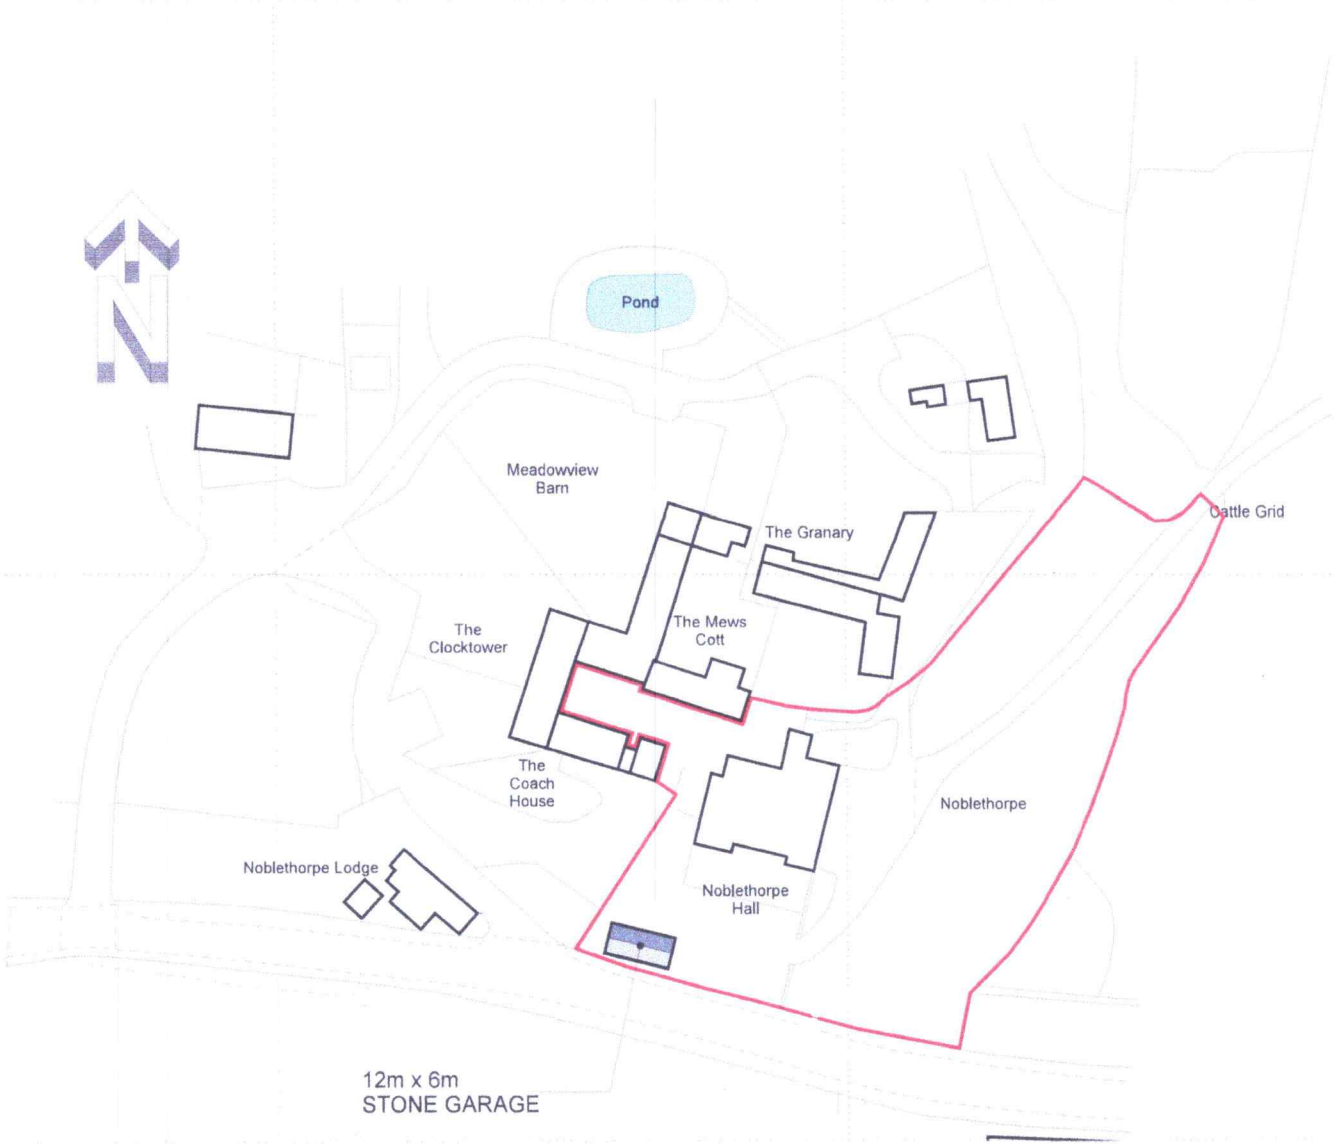 N
Pond
Meadowview
Barn
The Granary
Cattle Grid
The Mews
Cott
The
Clocktower
The
Coach
House
Noblethorpe
Noblethorpe Lodge
Noblethorpe
Hall
12m x 6m
STONE GARAGE